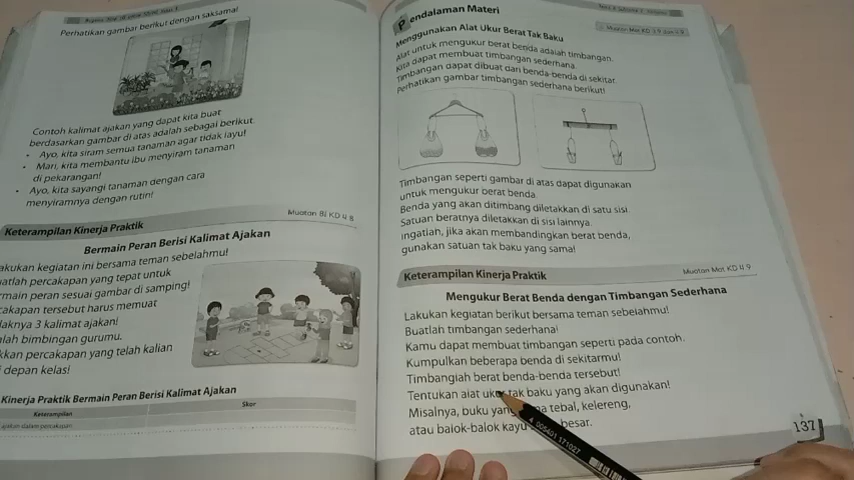 Perhatikan gambar berikut dengan saksama!
Contoh kalimat ajakan yang dapat kita buat
berdasarkan gambar di atas adalah sebagai berikut.
• Ayo, kita siram semua tanaman agar tidak layu!
• Mari, kita membantu ibu menyiram tanaman
di pekarangan!
• Ayo, kita sayangi tanaman dengan cara
menyiramnya dengan rutin!
Muatan BI KD 4.8
Keterampilan Kinerja Praktik
Bermain Peran Berisi Kalimat Ajakan
akukan kegiatan ini bersama teman sebelahmu!
uatlah percakapan yang tepat untuk
rmain peran sesuai gambar di samping!
cakapan tersebut harus memuat
laknya 3 kalimat ajakan!
alah bimbingan gurumu.
kkan percakapan yang telah kalian
i depan kelas!
Kinerja Praktik Bermain Peran Berisi Kalimat Ajakan
Keterampilan
Skor
ajakan dalam percakapan
Pendalaman Materi
Menggunakan Alat Ukur Berat Tak Baku
Alat untuk mengukur berat benda adalah timbangan.
Kita dapat membuat timbangan sederhana.
Timbangan dapat dibuat dari benda-benda di sekitar.
Perhatikan gambar timbangan sederhana berikut!
Timbangan seperti gambar di atas dapat digunakan
untuk mengukur berat benda.
Benda yang akan ditimbang diletakkan di satu sisi.
Satuan beratnya diletakkan di sisi lainnya.
Ingatlah, jika akan membandingkan berat benda,
gunakan satuan tak baku yang sama!
Keterampilan Kinerja Praktik
Muatan Mat KD 4.9
Mengukur Berat Benda dengan Timbangan Sederhana
Lakukan kegiatan berikut bersama teman sebelahmu!
Buatlah timbangan sederhana!
Kamu dapat membuat timbangan seperti pada contoh.
Kumpulkan beberapa benda di sekitarmu!
Timbanglah berat benda-benda tersebut!
Tentukan alat ukur tak baku yang akan digunakan!
Misalnya, buku yang tebal, kelereng,
atau balok-balok kayu besar.
137
005401 171027